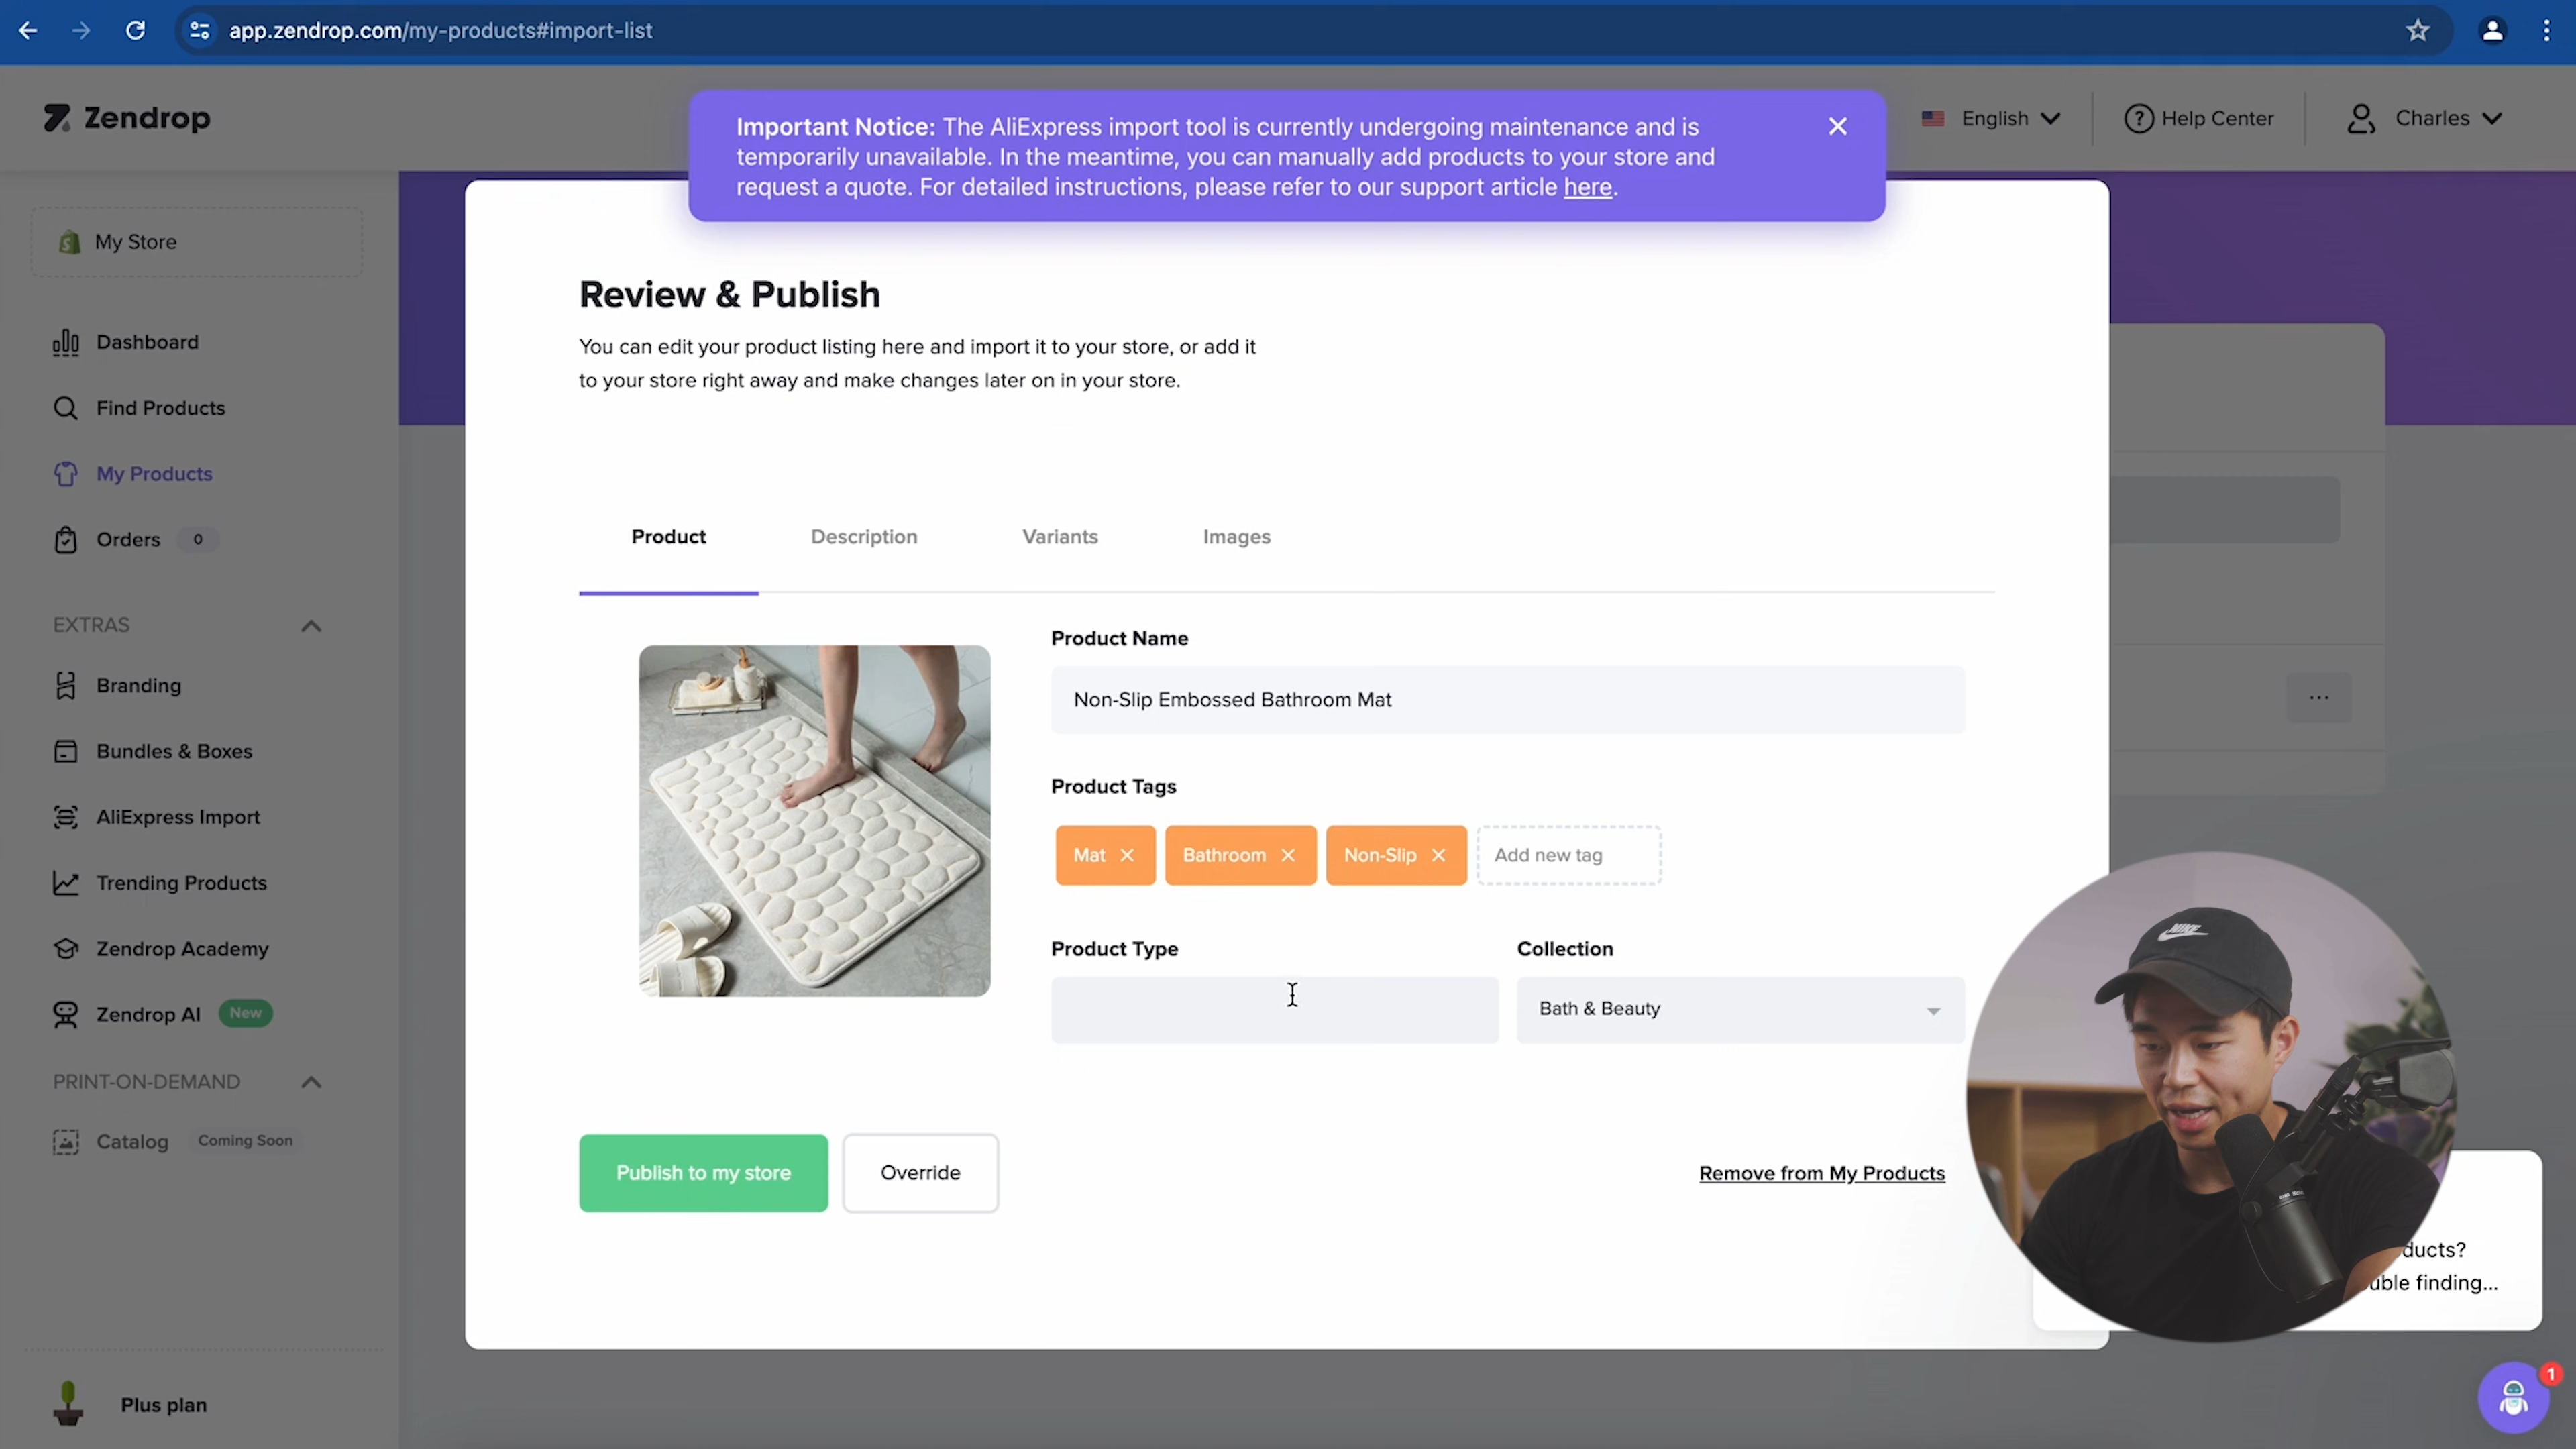 app.zendrop.com/my-products#import-list
Zendrop
Important Notice: The AliExpress import tool is currently undergoing maintenance and is
temporarily unavailable. In the meantime, you can manually add products to your store and
request a quote. For detailed instructions, please refer to our support article here.
English
Help Center
Charles
My Store
Dashboard
Find Products
My Products
Orders 0
EXTRAS
Branding
Bundles & Boxes
AliExpress Import
Trending Products
Zendrop Academy
Zendrop AI New
PRINT-ON-DEMAND
Catalog Coming Soon
Plus plan
Review & Publish
You can edit your product listing here and import it to your store, or add it
to your store right away and make changes later on in your store.
Product Description Variants Images
Product Name
Non-Slip Embossed Bathroom Mat
Product Tags
Mat Bathroom Non-Slip Add new tag
Product Type
Collection
Bath & Beauty
Publish to my store
Override
Remove from My Products
NIKE
finding...
1